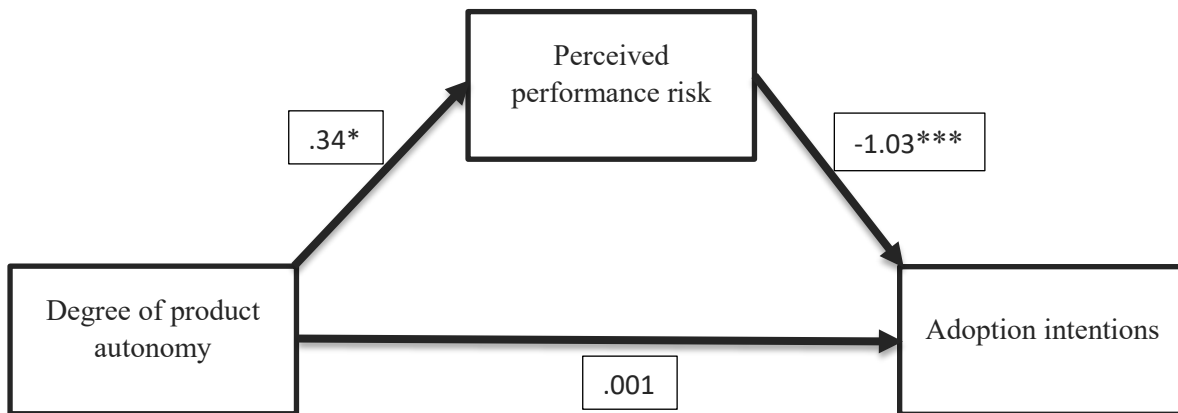 Perceived
performance risk
.34*
-1.03***
Degree of product
autonomy
Adoption intentions
.001